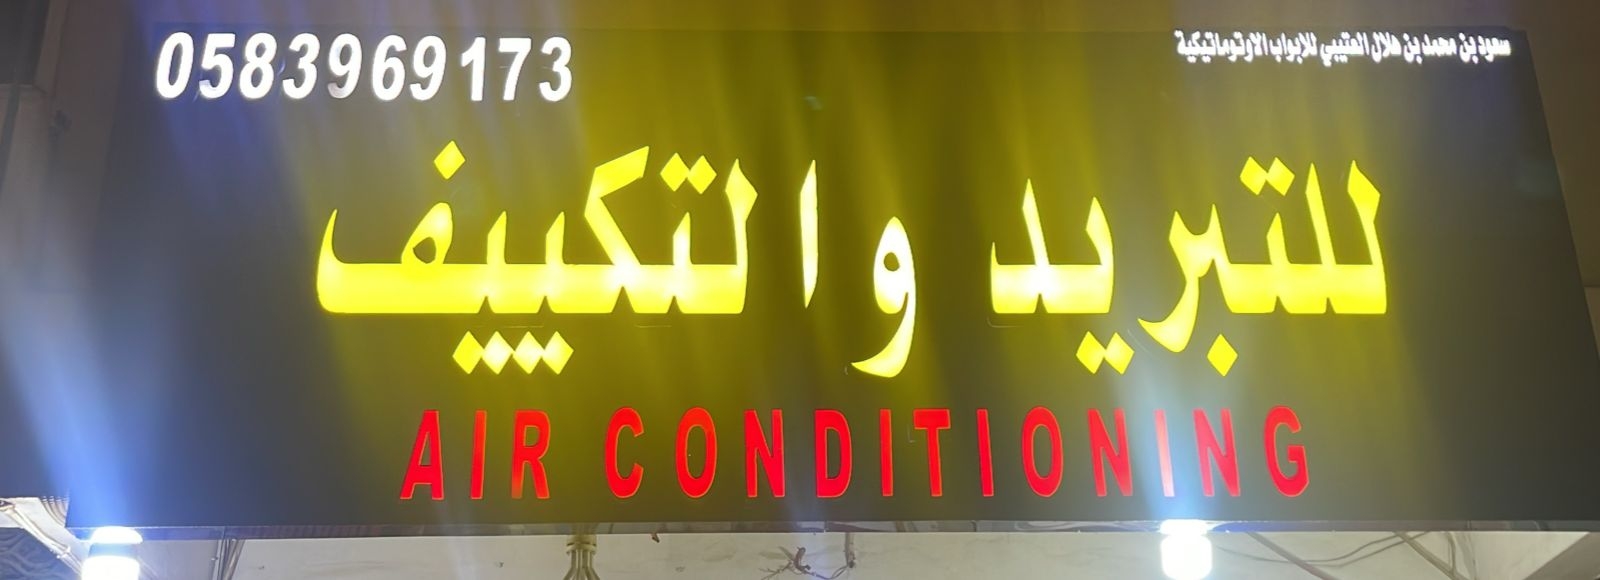 سعود بن محمد بن هلال العتيبي للابواب الاوتوماتيكية
0583969173
للتبريد والتكييف
AIR CONDITIONING